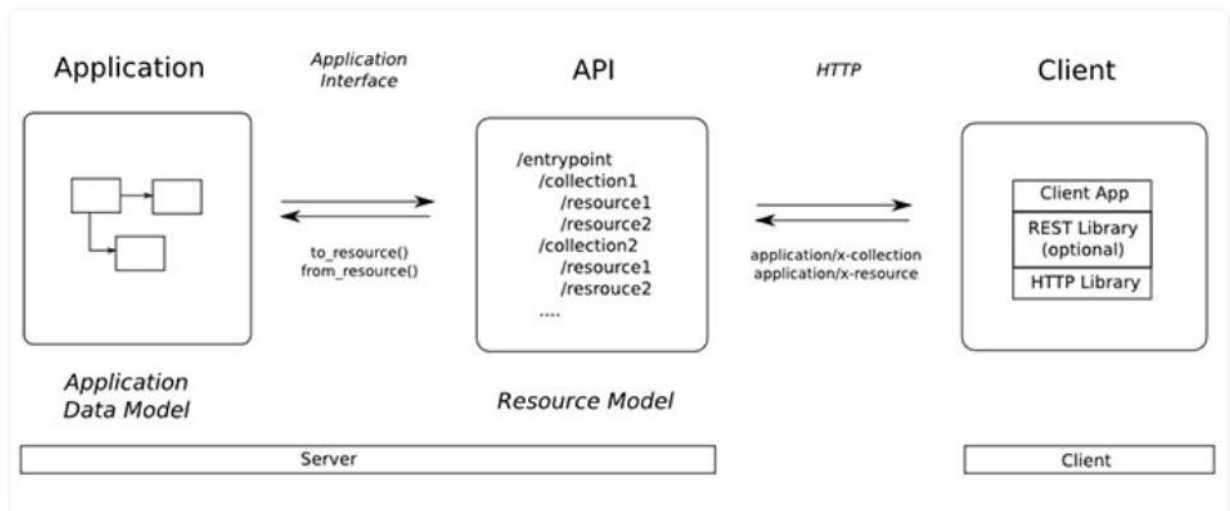 Application
Application
Interface
API
HTTP
Client
/entrypoint
/collection1
/resource1
/resource2
/collection2
/resource1
/resrouce2
....
to_resource()
from_resource()
application/x-collection
application/x-resource
Client App
REST Library
(optional)
HTTP Library
Application
Data Model
Resource Model
Server
Client